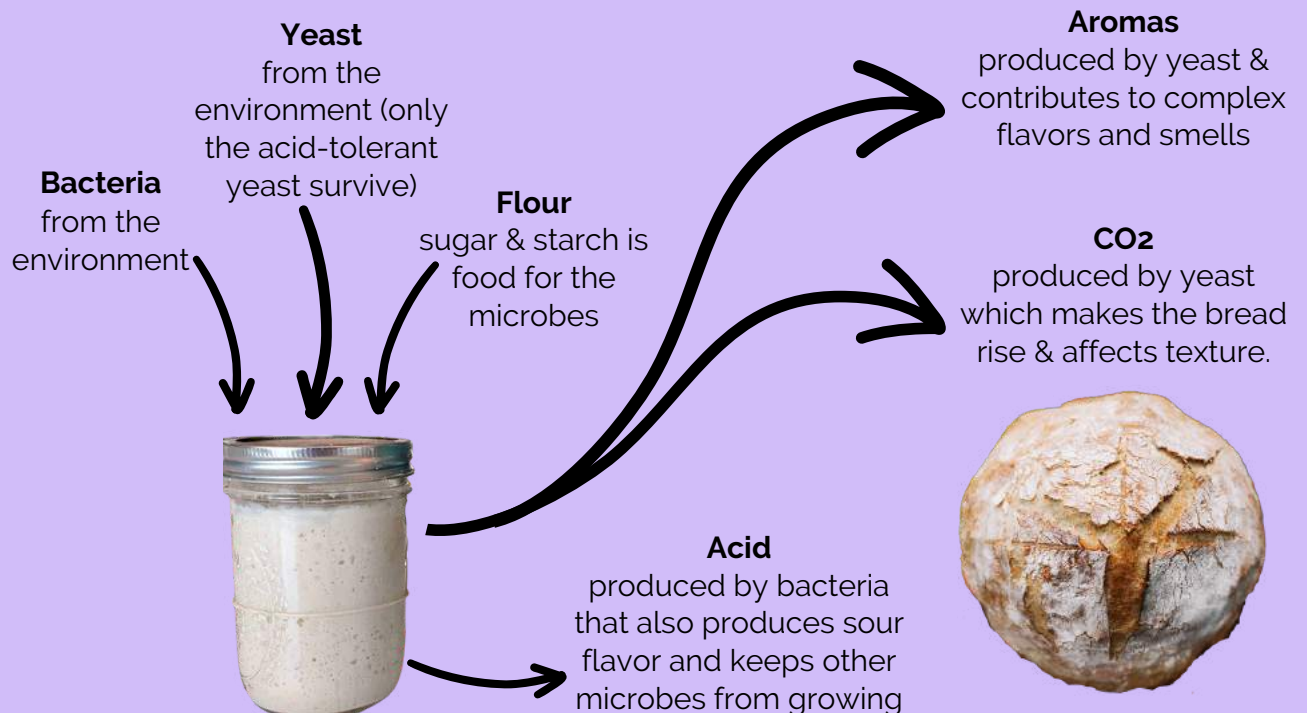 Yeast
from the
environment (only
the acid-tolerant
yeast survive)
Bacteria
from the
environment
Flour
sugar & starch is
food for the
microbes
Aromas
produced by yeast &
contributes to complex
flavors and smells
CO2
produced by yeast
which makes the bread
rise & affects texture.
Acid
produced by bacteria
that also produces sour
flavor and keeps other
microbes from growing